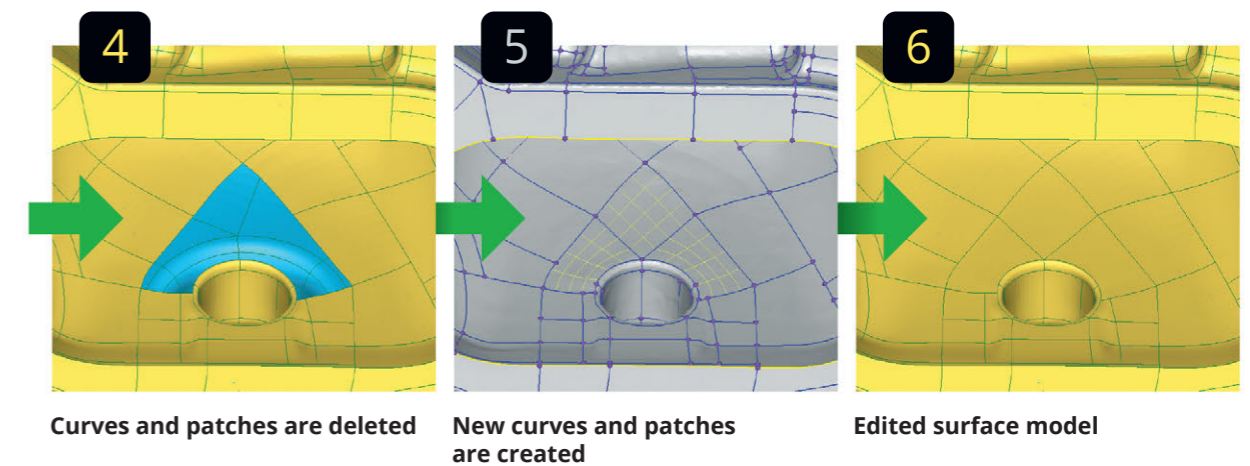 4
5
6
Curves and patches are deleted
New curves and patches
are created
Edited surface model